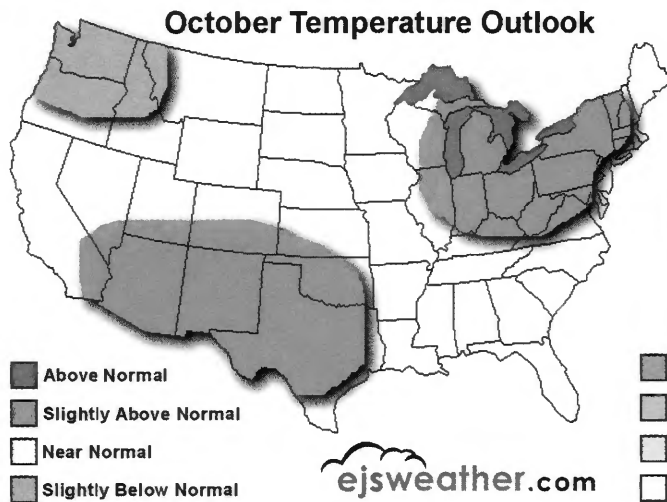 October Temperature Outlook
Above Normal
Slightly Above Normal
Near Normal
Slightly Below Normal
ejsweather.com